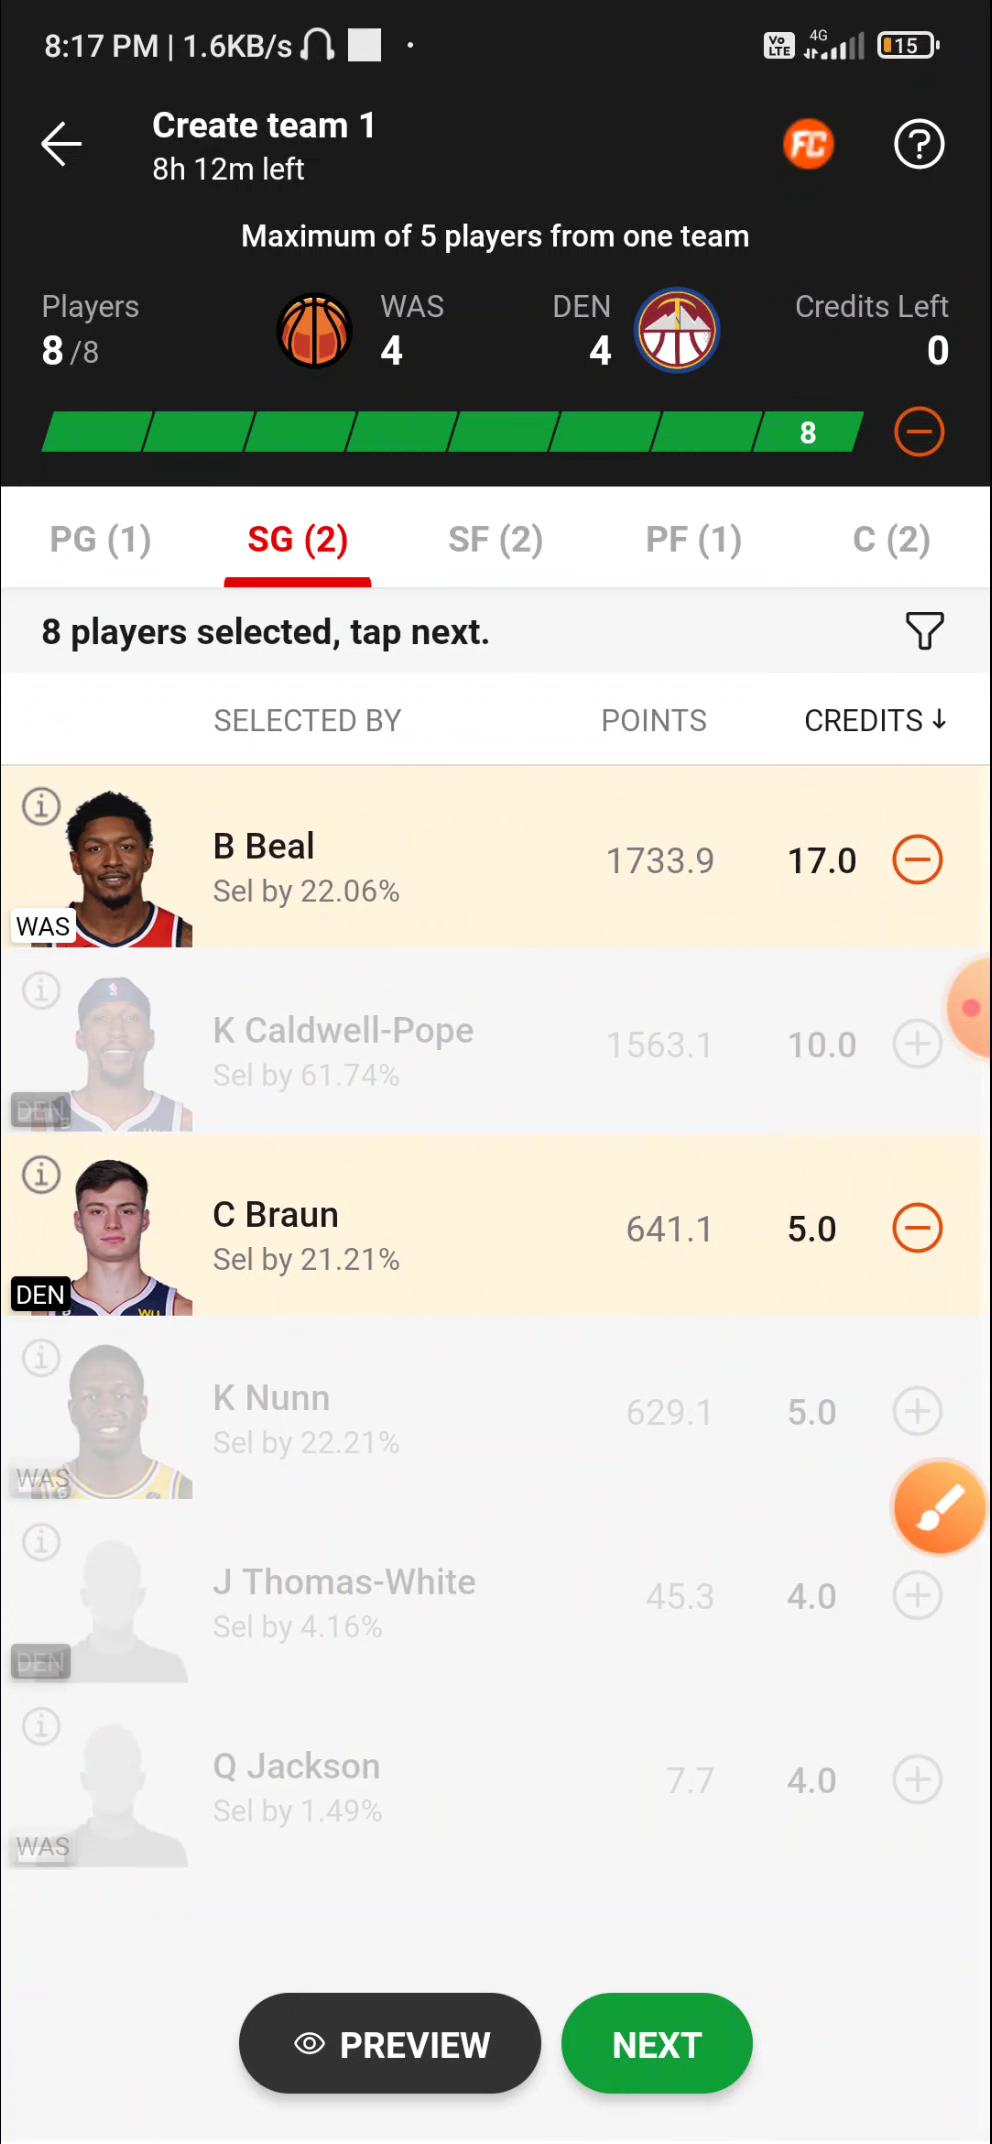 8:17 PM | 1.6KB/s
Vo LTE 4G 15
Create team 1
8h 12m left
FC
Maximum of 5 players from one team
Players WAS DEN Credits Left
8/8 4 4 0
8
PG (1) SG (2) SF (2) PF (1) C (2)
8 players selected, tap next.
SELECTED BY POINTS CREDITS ↓
B Beal 1733.9 17.0
Sel by 22.06%
WAS
K Caldwell-Pope 1563.1 10.0
Sel by 61.74%
DEN
C Braun 641.1 5.0
Sel by 21.21%
DEN
K Nunn 629.1 5.0
Sel by 22.21%
WAS
J Thomas-White 45.3 4.0
Sel by 4.16%
DEN
Q Jackson 7.7 4.0
Sel by 1.49%
WAS
PREVIEW NEXT